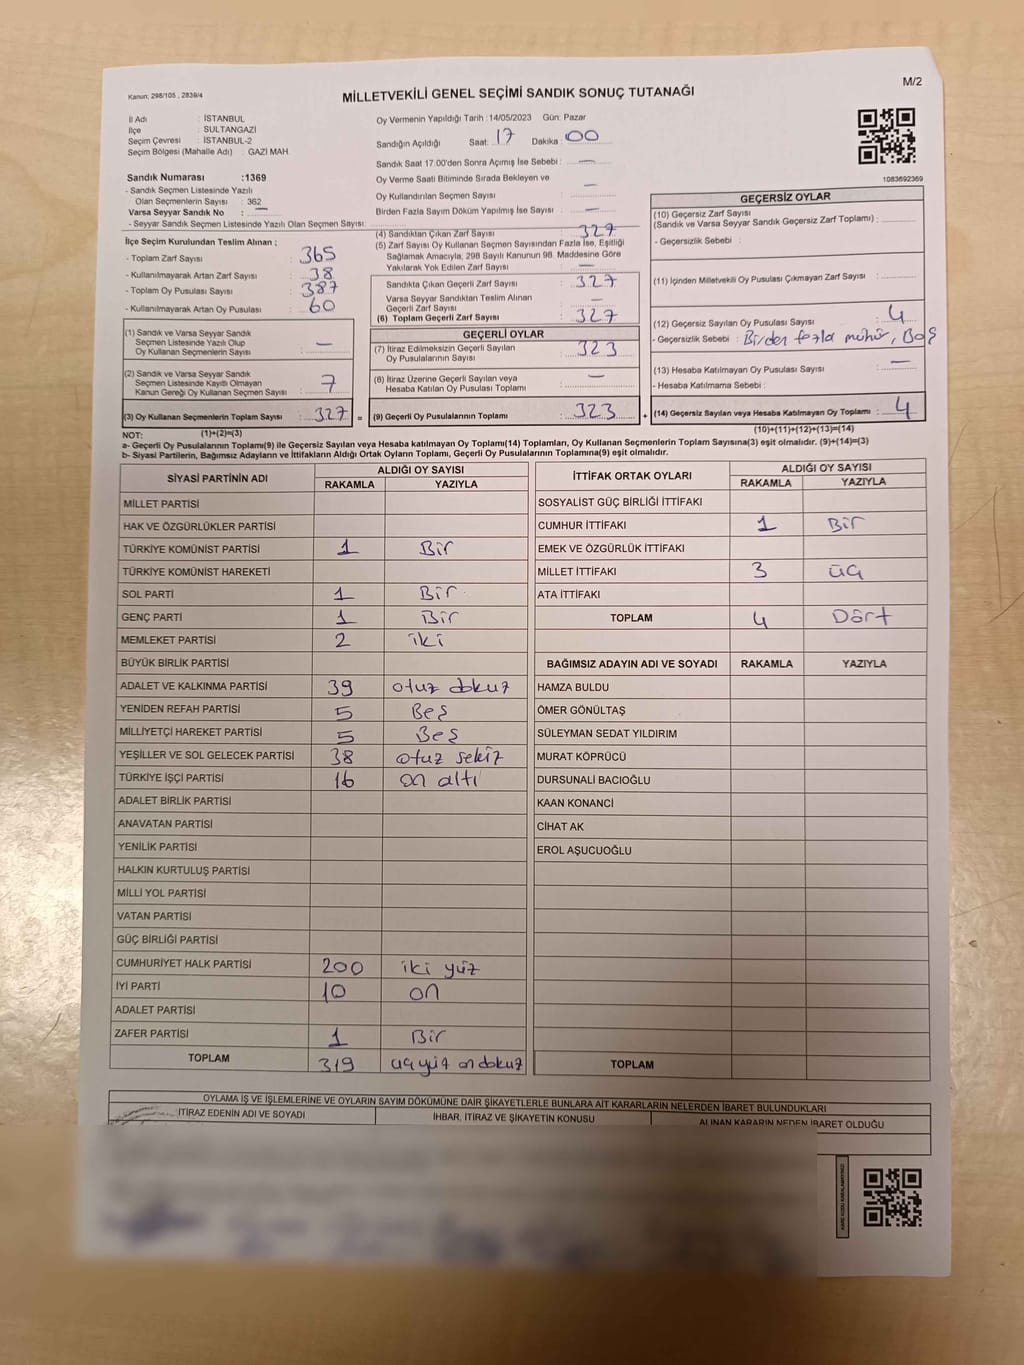 M/2
Kanun; 298/105 , 2839/4
MİLLETVEKİLİ GENEL SEÇİMİ SANDIK SONUÇ TUTANAĞI
İl Adı : İSTANBUL
İlçe : SULTANGAZİ
Seçim Çevresi : İSTANBUL-2
Seçim Bölgesi (Mahalle Adı) : GAZİ MAH.
Sandık Numarası :1369
- Sandık Seçmen Listesinde Yazılı
Olan Seçmenlerin Sayısı : 362
Varsa Seyyar Sandık No : —
- Seyyar Sandık Seçmen Listesinde Yazılı Olan Seçmen Sayısı:
İlçe Seçim Kurulundan Teslim Alınan ;
- Toplam Zarf Sayısı : 365
- Kullanılmayarak Artan Zarf Sayısı : 38
- Toplam Oy Pusulası Sayısı : 387
- Kullanılmayarak Artan Oy Pusulası : 60
(1) Sandık ve Varsa Seyyar Sandık
Seçmen Listesinde Yazılı Olup
Oy Kullanan Seçmenlerin Sayısı : —
(2) Sandık ve Varsa Seyyar Sandık
Seçmen Listesinde Kayıtlı Olmayan
Kanun Gereği Oy Kullanan Seçmen Sayısı : 7
(3) Oy Kullanan Seçmenlerin Toplam Sayısı : 327 =
(1)+(2)=(3)
Oy Vermenin Yapıldığı Tarih :14/05/2023 Gün: Pazar
Sandığın Açıldığı Saat: 17 Dakika : 00
Sandık Saat 17.00'den Sonra Açımış İse Sebebi : —
Oy Verme Saati Bitiminde Sırada Bekleyen ve
Oy Kullandırılan Seçmen Sayısı : —
Birden Fazla Sayım Döküm Yapılmış İse Sayısı : —
(4) Sandıktan Çıkan Zarf Sayısı : 327
(5) Zarf Sayısı Oy Kullanan Seçmen Sayısından Fazla İse, Eşitliği
Sağlamak Amacıyla, 298 Sayılı Kanunun 98. Maddesine Göre
Yakılarak Yok Edilen Zarf Sayısı : —
Sandıkta Çıkan Geçerli Zarf Sayısı : 327
Varsa Seyyar Sandıktan Teslim Alınan
Geçerli Zarf Sayısı : —
(6) Toplam Geçerli Zarf Sayısı : 327
GEÇERLİ OYLAR
(7) İtiraz Edilmeksizin Geçerli Sayılan
Oy Pusulalarının Sayısı : 323
(8) İtiraz Üzerine Geçerli Sayılan veya
Hesaba Katılan Oy Pusulası Toplamı : —
(9) Geçerli Oy Pusulalarının Toplamı : 323 +
1083692369
GEÇERSİZ OYLAR
(10) Geçersiz Zarf Sayısı
(Sandık ve Varsa Seyyar Sandık Geçersiz Zarf Toplamı) :
- Geçersizlik Sebebi :
(11) İçinden Milletvekili Oy Pusulası Çıkmayan Zarf Sayısı :
(12) Geçersiz Sayılan Oy Pusulası Sayısı : 4
- Geçersizlik Sebebi : Birden fazla mühür, Boş
(13) Hesaba Katılmayan Oy Pusulası Sayısı : —
- Hesaba Katılmama Sebebi :
(14) Geçersiz Sayılan veya Hesaba Katılmayan Oy Toplamı : 4
(10)+(11)+(12)+(13)=(14)
NOT:
a- Geçerli Oy Pusulalarının Toplamı(9) ile Geçersiz Sayılan veya Hesaba katılmayan Oy Toplamı(14) Toplamları, Oy Kullanan Seçmenlerin Toplam Sayısına(3) eşit olmalıdır. (9)+(14)=(3)
b- Siyasi Partilerin, Bağımsız Adayların ve İttifakların Aldığı Oyların Toplamı, Geçerli Oy Pusulalarının Toplamına(9) eşit olmalıdır.
SİYASİ PARTİNİN ADI ALDIĞI OY SAYISI
RAKAMLA YAZIYLA
MİLLET PARTİSİ
HAK VE ÖZGÜRLÜKLER PARTİSİ
TÜRKİYE KOMÜNİST PARTİSİ 1 Bir
TÜRKİYE KOMÜNİST HAREKETİ
SOL PARTİ 1 Bir
GENÇ PARTİ 1 Bir
MEMLEKET PARTİSİ 2 iki
BÜYÜK BİRLİK PARTİSİ
ADALET VE KALKINMA PARTİSİ 39 otuz dokuz
YENİDEN REFAH PARTİSİ 5 Beş
MİLLİYETÇİ HAREKET PARTİSİ 5 Beş
YEŞİLLER VE SOL GELECEK PARTİSİ 38 otuz sekiz
TÜRKİYE İŞÇİ PARTİSİ 16 on altı
ADALET BİRLİK PARTİSİ
ANAVATAN PARTİSİ
YENİLİK PARTİSİ
HALKIN KURTULUŞ PARTİSİ
MİLLİ YOL PARTİSİ
VATAN PARTİSİ
GÜÇ BİRLİĞİ PARTİSİ
CUMHURİYET HALK PARTİSİ 200 iki yüz
İYİ PARTİ 10 on
ADALET PARTİSİ
ZAFER PARTİSİ 1 Bir
TOPLAM 319 üçyüz ondokuz
İTTİFAK ORTAK OYLARI ALDIĞI OY SAYISI
RAKAMLA YAZIYLA
SOSYALİST GÜÇ BİRLİĞİ İTTİFAKI
CUMHUR İTTİFAKI 1 Bir
EMEK VE ÖZGÜRLÜK İTTİFAKI
MİLLET İTTİFAKI 3 üç
ATA İTTİFAKI
TOPLAM 4 Dört
BAĞIMSIZ ADAYIN ADI VE SOYADI RAKAMLA YAZIYLA
HAMZA BULDU
ÖMER GÖNÜLTAŞ
SÜLEYMAN SEDAT YILDIRIM
MURAT KÖPRÜCÜ
DURSUNALİ BACIOĞLU
KAAN KONANCİ
CİHAT AK
EROL AŞUCUOĞLU
TOPLAM
OYLAMA İŞ VE İŞLEMLERİNE VE OYLARIN SAYIM DÖKÜMÜNE DAİR ŞİKAYETLERLE BUNLARA AİT KARARLARIN NELERDEN İBARET BULUNDUKLARI
İTİRAZ EDENİN ADI VE SOYADI İHBAR, İTİRAZ VE ŞİKAYETİN KONUSU ALINAN KARARIN NEDEN İBARET OLDUĞU
KARE KODU KARALAMAYINIZ!